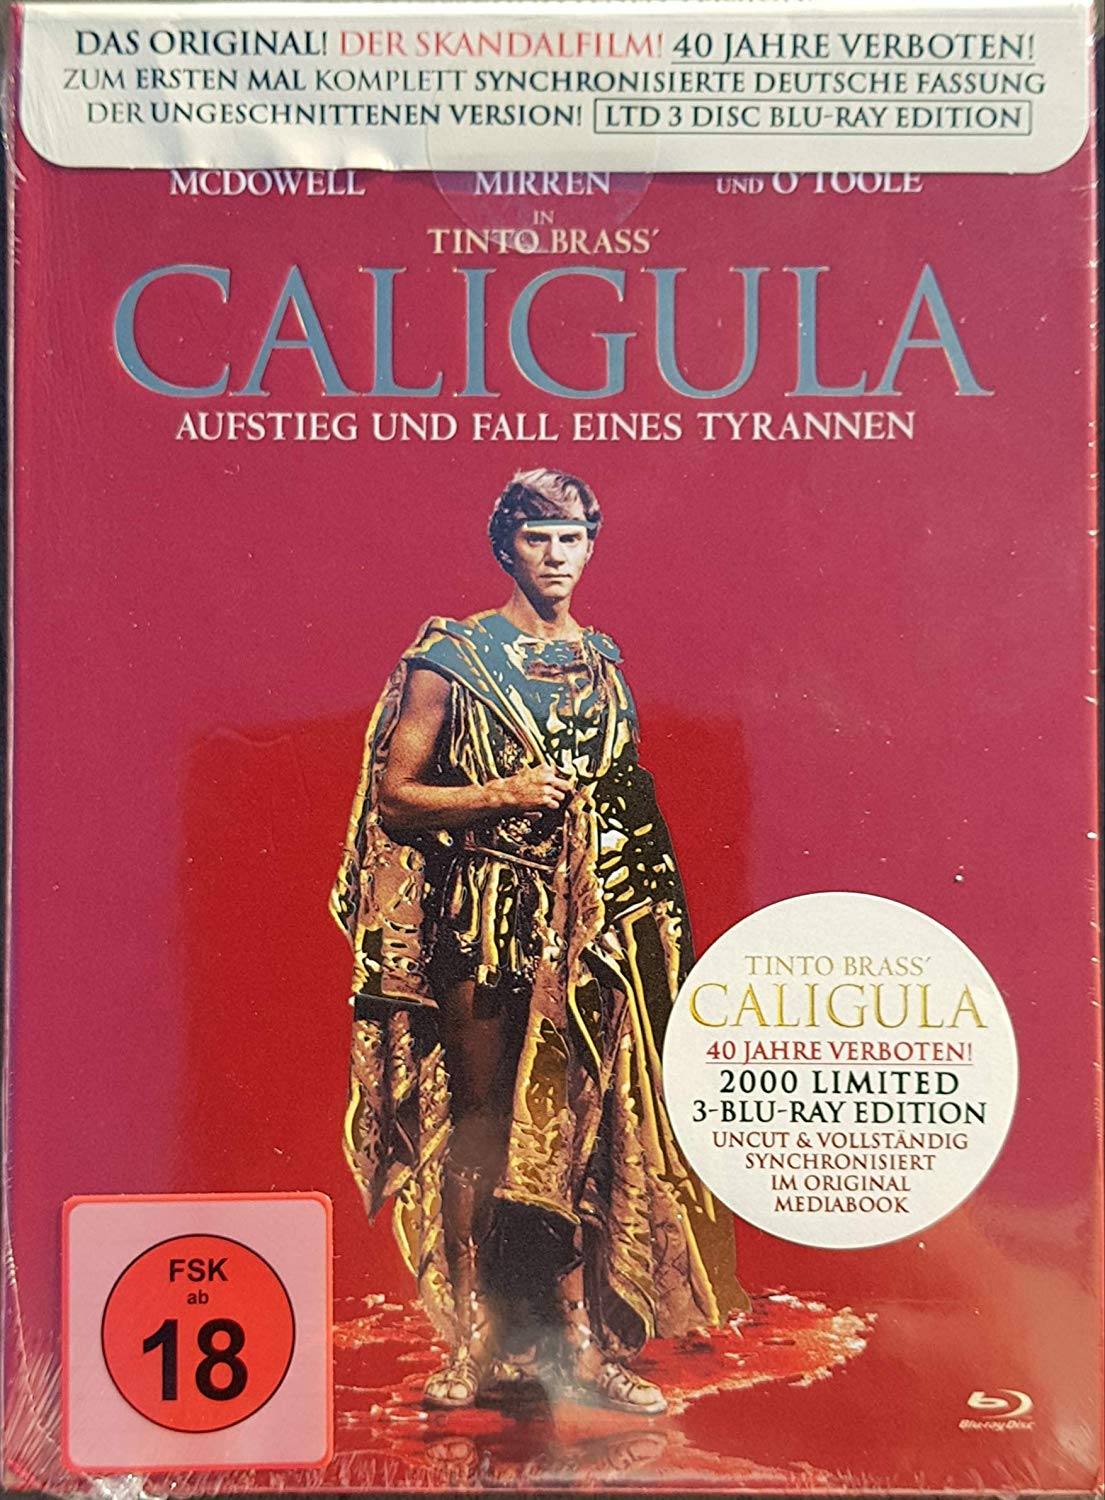 DAS ORIGINAL! DER SKANDALFILM! 40 JAHRE VERBOTEN!
ZUM ERSTEN MAL KOMPLETT SYNCHRONISIERTE DEUTSCHE FASSUNG
DER UNGESCHNITTENEN VERSION! LTD 3 DISC BLU-RAY EDITION
MCDOWELL MIRREN UND O'TOOLE
IN
TINTO BRASS'
CALIGULA
AUFSTIEG UND FALL EINES TYRANNEN
TINTO BRASS'
CALIGULA
40 JAHRE VERBOTEN!
2000 LIMITED
3-BLU-RAY EDITION
UNCUT & VOLLSTÄNDIG
SYNCHRONISIERT
IM ORIGINAL
MEDIABOOK
FSK
ab
18
Blu-ray Disc